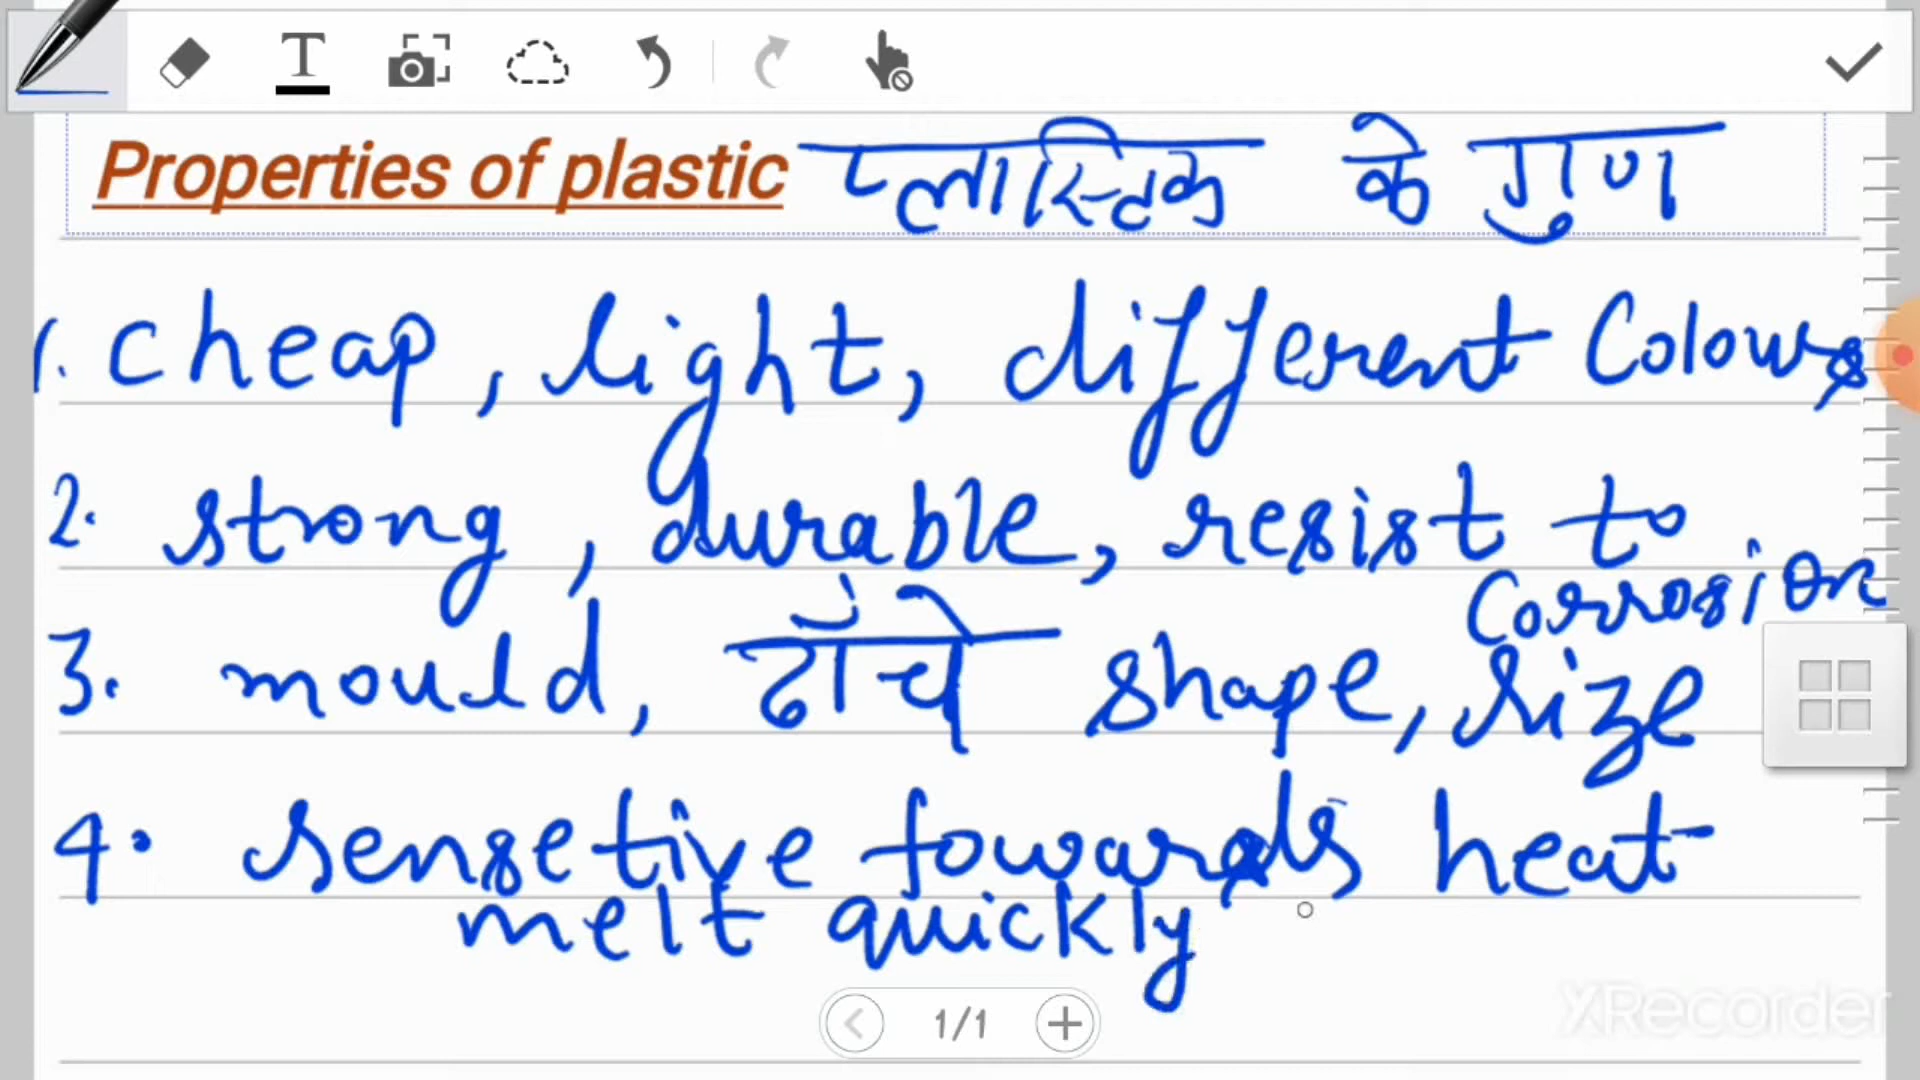 T
Properties of plastic प्लास्टिक के गुण
1. cheap, light, different Colours
2. strong, durable, resist to
corrosion
3. mould, ढाँचे shape, size
4. sensetive towards heat
melt quickly
1/1
XRecorder